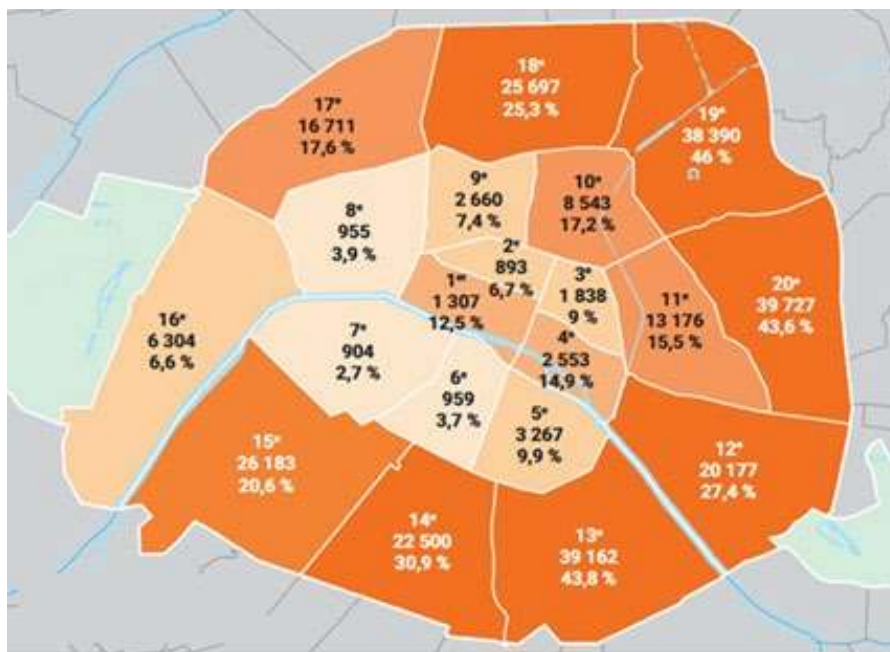 18e
25 697
25,3 %
17e
16 711
17,6 %
19e
38 390
46 %
9e
2 660
7,4 %
10e
8 543
17,2 %
8e
955
3,9 %
2e
893
6,7 %
1er
1 307
12,5 %
3e
1 838
9 %
20e
39 727
43,6 %
11e
13 176
15,5 %
16e
6 304
6,6 %
7e
904
2,7 %
4e
2 553
14,9 %
6e
959
3,7 %
5e
3 267
9,9 %
15e
26 183
20,6 %
12e
20 177
27,4 %
14e
22 500
30,9 %
13e
39 162
43,8 %